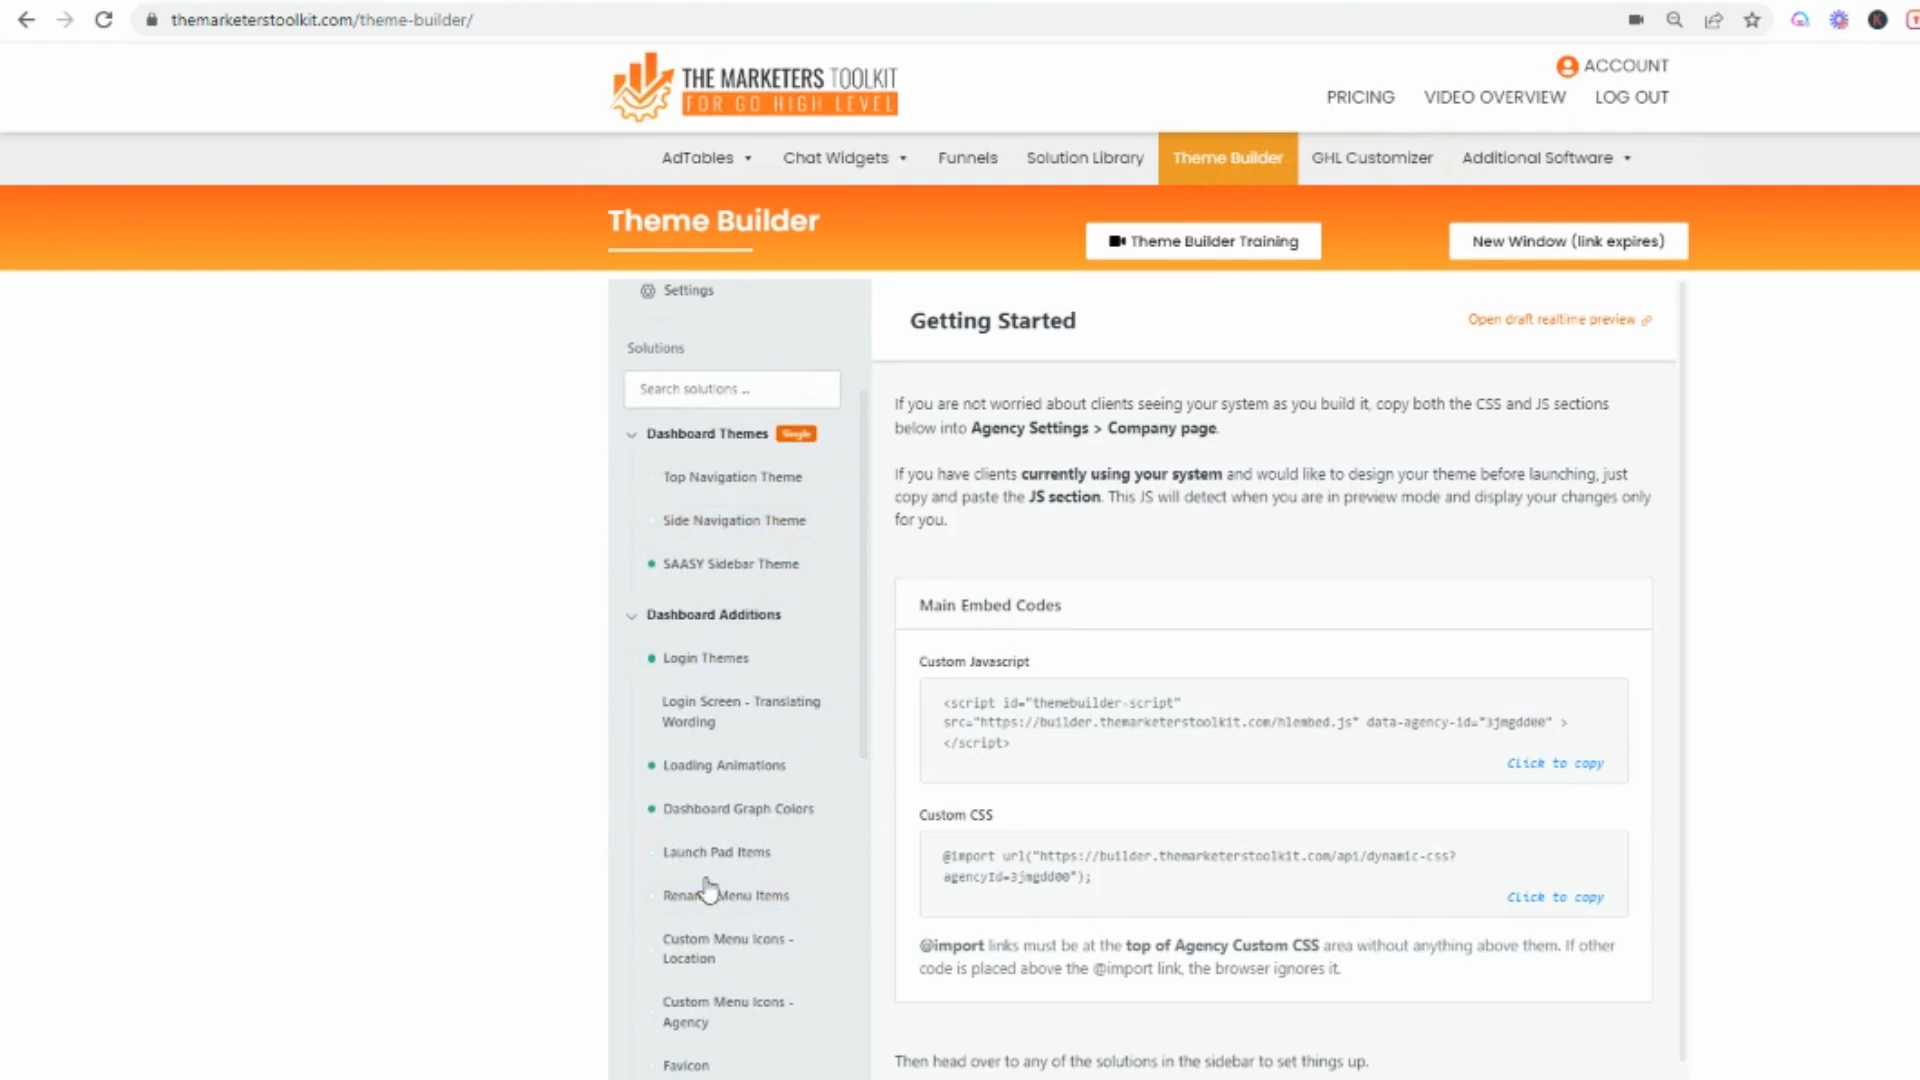 themarketerstoolkit.com/theme-builder/
THE MARKETERS TOOLKIT
FOR GO HIGH LEVEL
ACCOUNT
PRICING VIDEO OVERVIEW LOG OUT
AdTables Chat Widgets Funnels Solution Library Theme Builder GHL Customizer Additional Software
Theme Builder
Theme Builder Training
New Window (link expires)
Settings
Solutions
Search solutions ...
Dashboard Themes Single
Top Navigation Theme
Side Navigation Theme
SAASY Sidebar Theme
Dashboard Additions
Login Themes
Login Screen - Translating
Wording
Loading Animations
Dashboard Graph Colors
Launch Pad Items
Menu Items
Custom Menu Icons -
Location
Custom Menu Icons -
Agency
Favicon
Getting Started
Open draft realtime preview
If you are not worried about clients seeing your system as you build it, copy both the CSS and JS sections
below into Agency Settings > Company page.
If you have clients currently using your system and would like to design your theme before launching, just
copy and paste the JS section. This JS will detect when you are in preview mode and display your changes only
for you.
Main Embed Codes
Custom Javascript
<script id="themebuilder-script"
src="https://builder.themarketerstoolkit.com/hlembed.js" data-agency-id="3jmgdd00" >
</script>
Click to copy
Custom CSS
@import url("https://builder.themarketerstoolkit.com/api/dynamic-css?
agencyId=3jmgdd00");
Click to copy
@import links must be at the top of Agency Custom CSS area without anything above them. If other
code is placed above the @import link, the browser ignores it.
Then head over to any of the solutions in the sidebar to set things up.